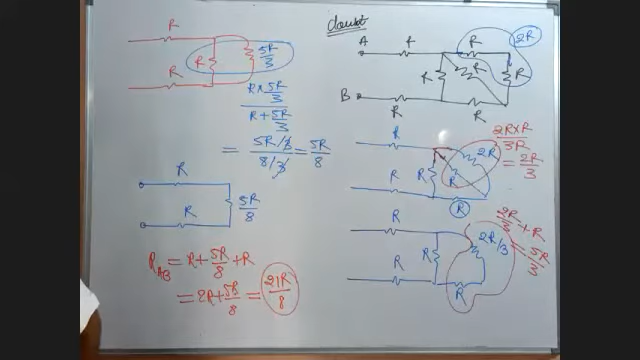 doubt
R
R
R
5R/3
R×5R/3
R+5R/3
= 5R/3 / 8/3 = 5R/8
R
R
5R/8
R_AB = R+5R/8+R
= 2R+5R/8 = 21R/8
A
R
R
2R
R
R
R
B
R
R
R
2R
R
R
R
R
2R×R
3R
= 2R/3
R
R
2R/3
R
R
2R/3 + R
= 5R/3